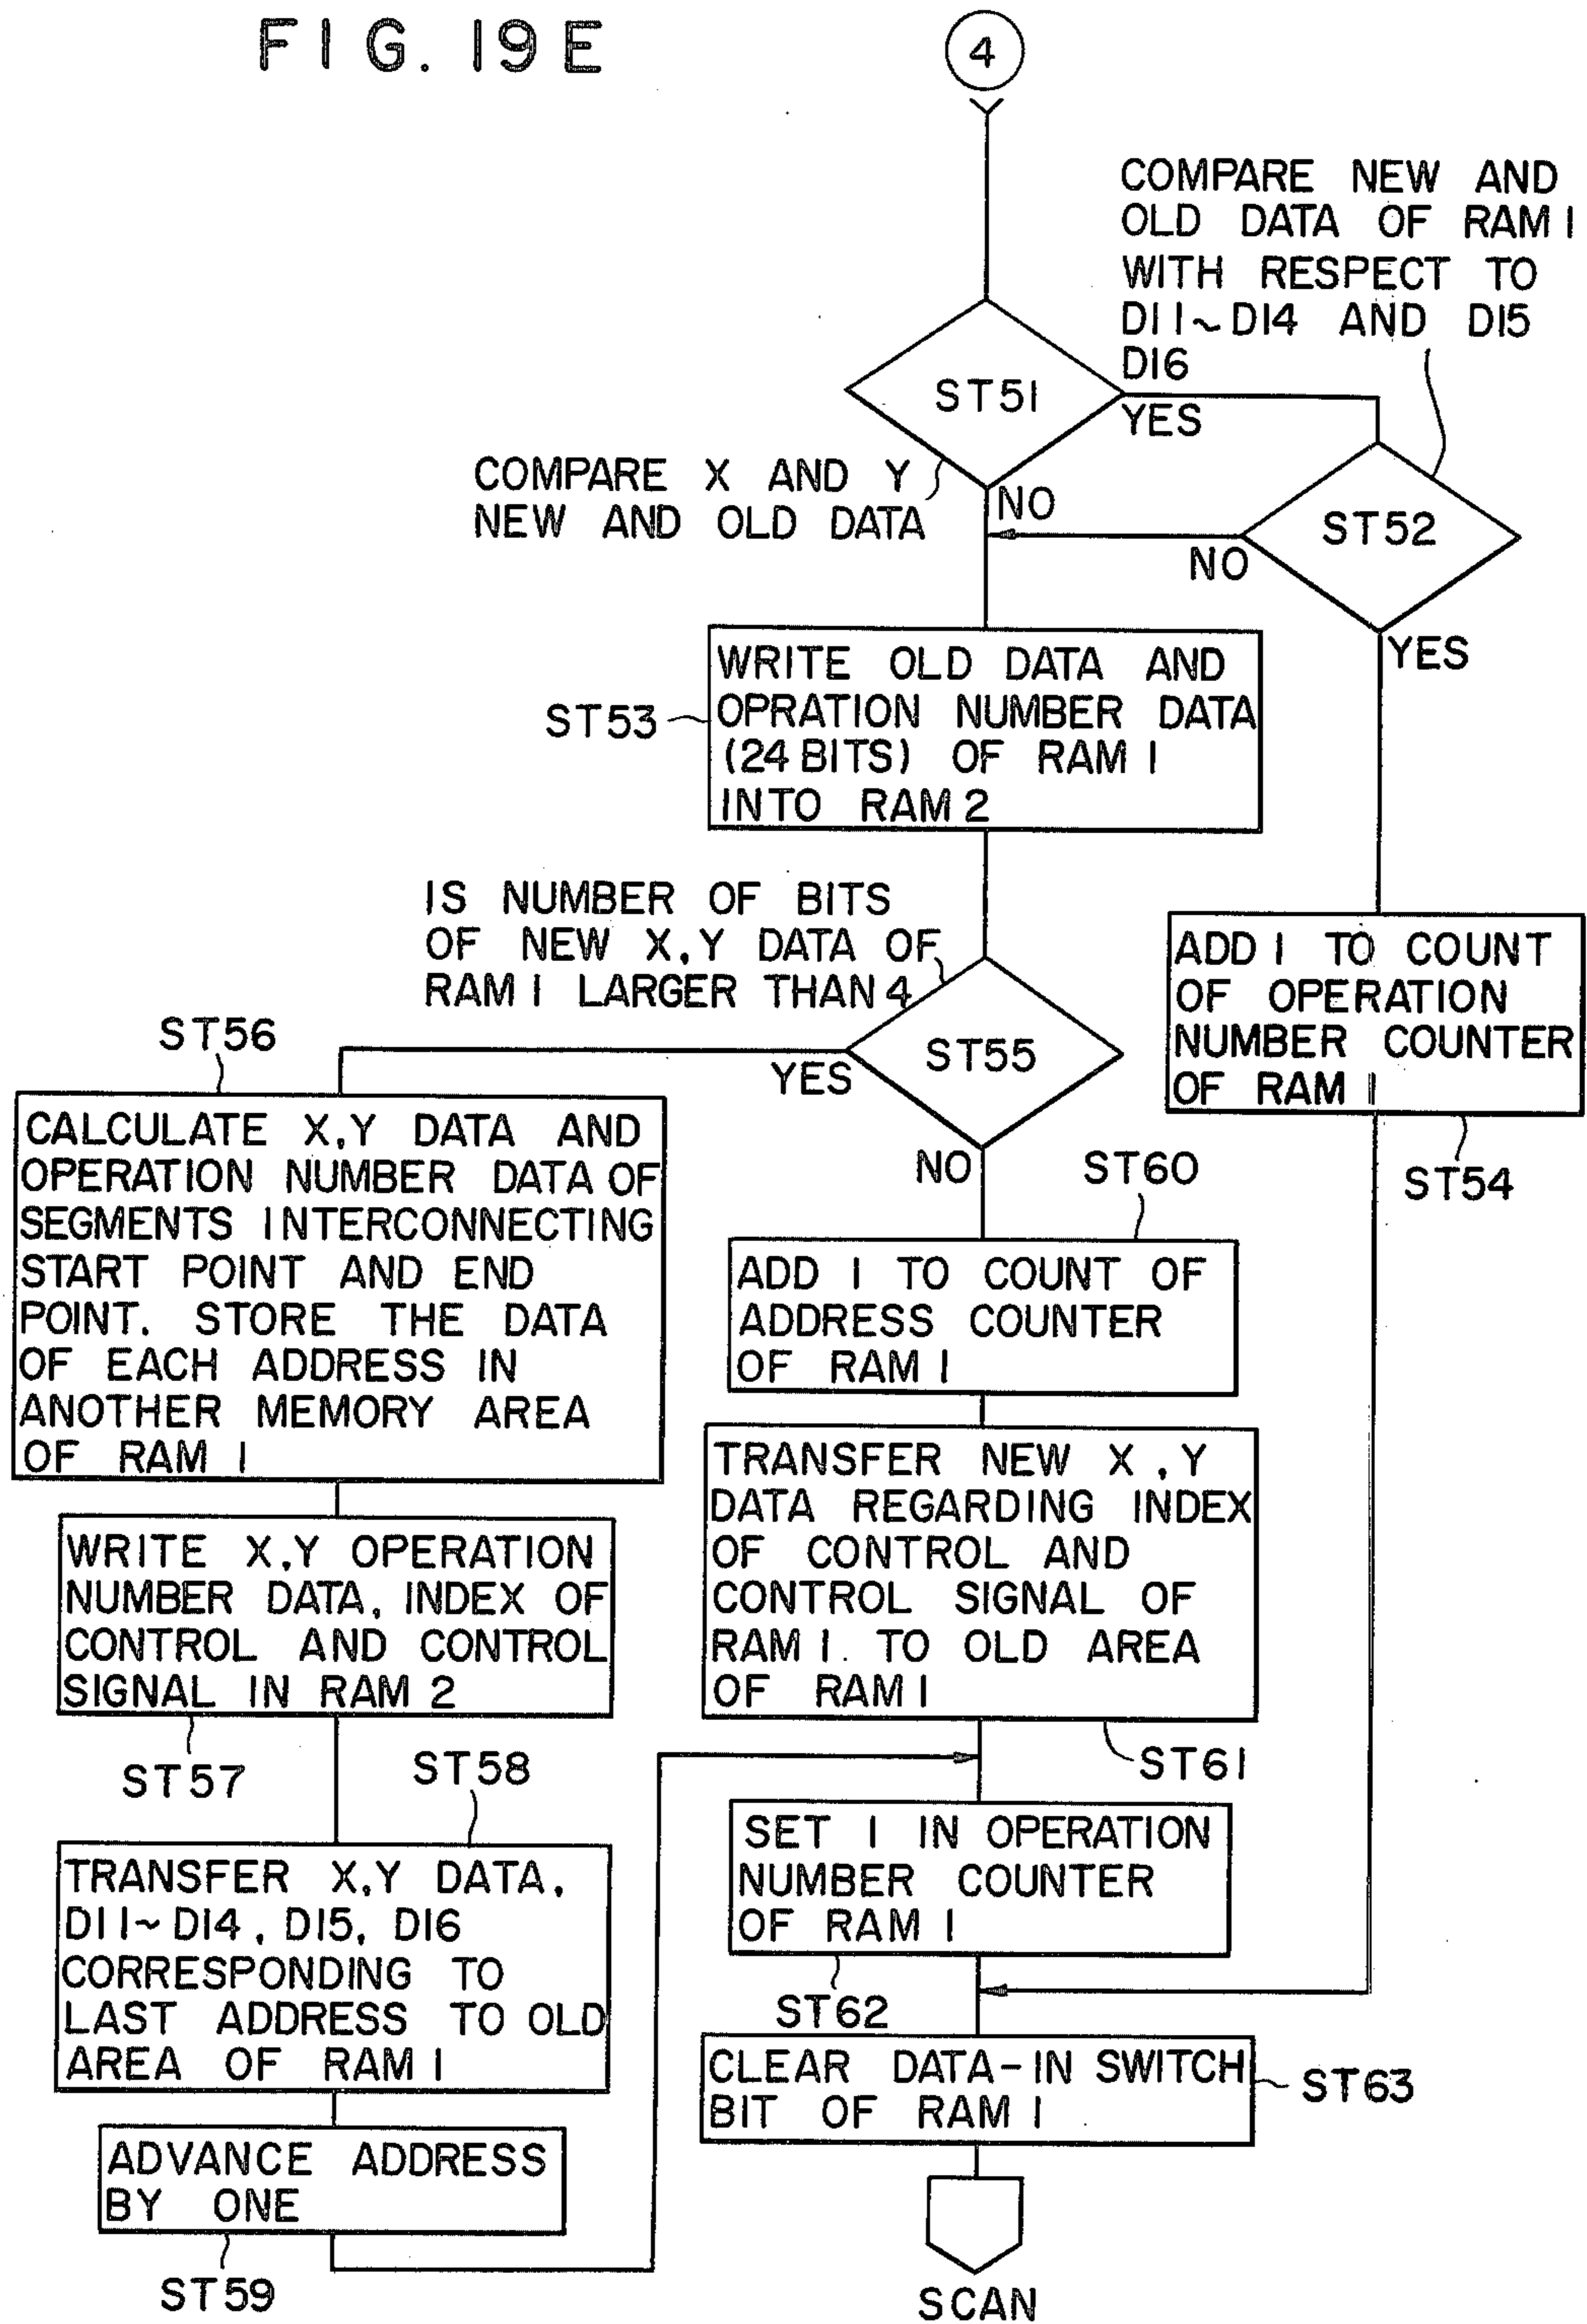 FIG. 19E
4
COMPARE NEW AND
OLD DATA OF RAM 1
WITH RESPECT TO
D11~D14 AND D15
D16
ST51
YES
COMPARE X AND Y
NEW AND OLD DATA
NO
ST52
NO
YES
WRITE OLD DATA AND
OPRATION NUMBER DATA
(24 BITS) OF RAM 1
INTO RAM 2
ST53
IS NUMBER OF BITS
OF NEW X,Y DATA OF
RAM 1 LARGER THAN 4
ADD 1 TO COUNT
OF OPERATION
NUMBER COUNTER
OF RAM 1
ST54
ST55
YES
NO
ST56
CALCULATE X,Y DATA AND
OPERATION NUMBER DATA OF
SEGMENTS INTERCONNECTING
START POINT AND END
POINT. STORE THE DATA
OF EACH ADDRESS IN
ANOTHER MEMORY AREA
OF RAM 1
ST60
ADD 1 TO COUNT OF
ADDRESS COUNTER
OF RAM 1
TRANSFER NEW X,Y
DATA REGARDING INDEX
OF CONTROL AND
CONTROL SIGNAL OF
RAM 1. TO OLD AREA
OF RAM 1
ST61
WRITE X,Y OPERATION
NUMBER DATA, INDEX OF
CONTROL AND CONTROL
SIGNAL IN RAM 2
ST57
ST58
TRANSFER X,Y DATA,
D11~D14, D15, D16
CORRESPONDING TO
LAST ADDRESS TO OLD
AREA OF RAM 1
SET 1 IN OPERATION
NUMBER COUNTER
OF RAM 1
ST62
CLEAR DATA-IN SWITCH
BIT OF RAM 1
ST63
ADVANCE ADDRESS
BY ONE
ST59
SCAN